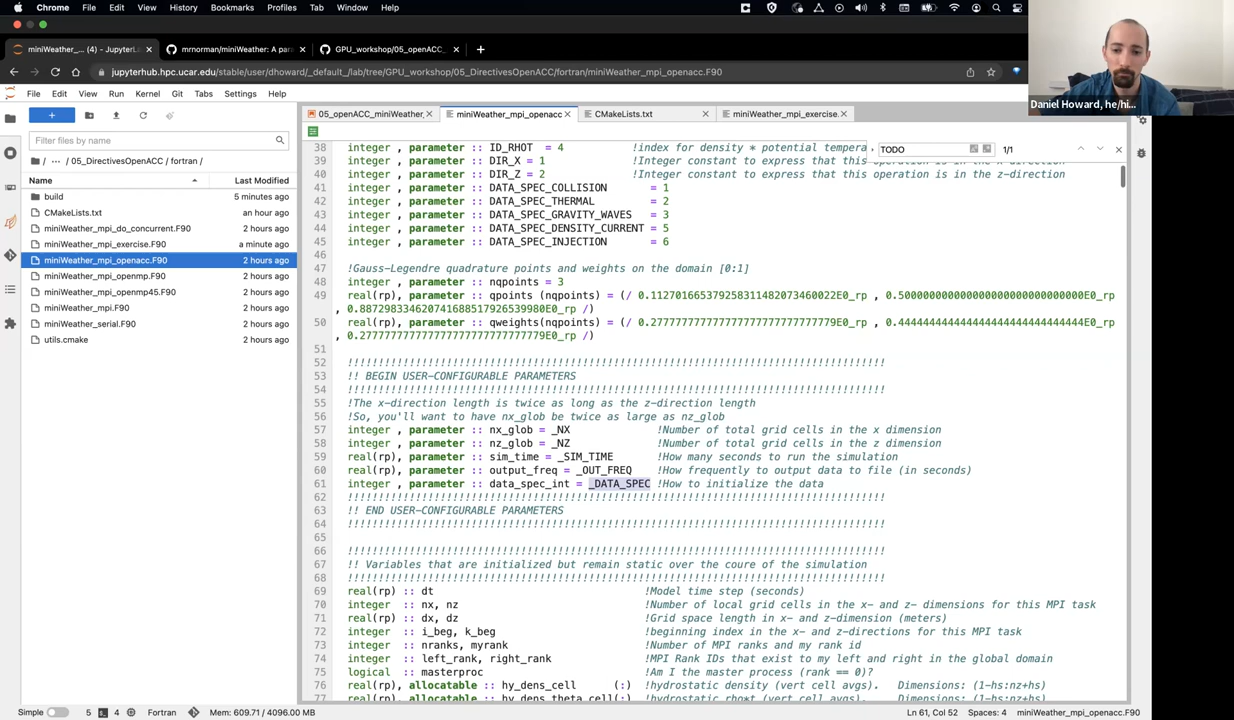 Chrome File Edit View History Bookmarks Profiles Tab Window Help
miniWeather_... (4) - JupyterLa
mrnorman/miniWeather: A para
GPU_workshop/05_openACC_
jupyterhub.hpc.ucar.edu/stable/user/dhoward/_default_/lab/tree/GPU_workshop/05_DirectivesOpenACC/fortran/miniWeather_mpi_openacc.F90
Daniel Howard, he/hi...
File Edit View Run Kernel Git Tabs Settings Help
05_openACC_miniWeather_
miniWeather_mpi_openacc
CMakeLists.txt
miniWeather_mpi_exercise.
Filter files by name
/ ... / 05_DirectivesOpenACC / fortran /
Name Last Modified
build 5 minutes ago
CMakeLists.txt an hour ago
miniWeather_mpi_do_concurrent.F90 2 hours ago
miniWeather_mpi_exercise.F90 a minute ago
miniWeather_mpi_openacc.F90 2 hours ago
miniWeather_mpi_openmp.F90 2 hours ago
miniWeather_mpi_openmp45.F90 2 hours ago
miniWeather_mpi.F90 2 hours ago
miniWeather_serial.F90 2 hours ago
utils.cmake 2 hours ago
TODO 1/1
38 integer , parameter :: ID_RHOT = 4 !index for density * potential tempera
39 integer , parameter :: DIR_X = 1 !Integer constant to express that this operation is in the x-direction
40 integer , parameter :: DIR_Z = 2 !Integer constant to express that this operation is in the z-direction
41 integer , parameter :: DATA_SPEC_COLLISION = 1
42 integer , parameter :: DATA_SPEC_THERMAL = 2
43 integer , parameter :: DATA_SPEC_GRAVITY_WAVES = 3
44 integer , parameter :: DATA_SPEC_DENSITY_CURRENT = 5
45 integer , parameter :: DATA_SPEC_INJECTION = 6
46
47 !Gauss-Legendre quadrature points and weights on the domain [0:1]
48 integer , parameter :: nqpoints = 3
49 real(rp), parameter :: qpoints (nqpoints) = (/ 0.112701665379258311482073460022E0_rp , 0.500000000000000000000000000000E0_rp
, 0.887298334620741688517926539980E0_rp /)
50 real(rp), parameter :: qweights(nqpoints) = (/ 0.277777777777777777777777777779E0_rp , 0.444444444444444444444444444444E0_rp
, 0.277777777777777777777777777779E0_rp /)
51
52 !!!!!!!!!!!!!!!!!!!!!!!!!!!!!!!!!!!!!!!!!!!!!!!!!!!!!!!!!!!!!!!!!!!!!!!!!!!!!!!!!!!!!!!
53 !! BEGIN USER-CONFIGURABLE PARAMETERS
54 !!!!!!!!!!!!!!!!!!!!!!!!!!!!!!!!!!!!!!!!!!!!!!!!!!!!!!!!!!!!!!!!!!!!!!!!!!!!!!!!!!!!!!!
55 !The x-direction length is twice as long as the z-direction length
56 !So, you'll want to have nx_glob be twice as large as nz_glob
57 integer , parameter :: nx_glob = _NX !Number of total grid cells in the x dimension
58 integer , parameter :: nz_glob = _NZ !Number of total grid cells in the z dimension
59 real(rp), parameter :: sim_time = _SIM_TIME !How many seconds to run the simulation
60 real(rp), parameter :: output_freq = _OUT_FREQ !How frequently to output data to file (in seconds)
61 integer , parameter :: data_spec_int = _DATA_SPEC !How to initialize the data
62 !!!!!!!!!!!!!!!!!!!!!!!!!!!!!!!!!!!!!!!!!!!!!!!!!!!!!!!!!!!!!!!!!!!!!!!!!!!!!!!!!!!!!!!
63 !! END USER-CONFIGURABLE PARAMETERS
64 !!!!!!!!!!!!!!!!!!!!!!!!!!!!!!!!!!!!!!!!!!!!!!!!!!!!!!!!!!!!!!!!!!!!!!!!!!!!!!!!!!!!!!!
65
66 !!!!!!!!!!!!!!!!!!!!!!!!!!!!!!!!!!!!!!!!!!!!!!!!!!!!!!!!!!!!!!!!!!!!!!!!!!!!!!!!!!!!!!!
67 !! Variables that are initialized but remain static over the coure of the simulation
68 !!!!!!!!!!!!!!!!!!!!!!!!!!!!!!!!!!!!!!!!!!!!!!!!!!!!!!!!!!!!!!!!!!!!!!!!!!!!!!!!!!!!!!!
69 real(rp) :: dt !Model time step (seconds)
70 integer :: nx, nz !Number of local grid cells in the x- and z- dimensions for this MPI task
71 real(rp) :: dx, dz !Grid space length in x- and z-dimension (meters)
72 integer :: i_beg, k_beg !beginning index in the x- and z-directions for this MPI task
73 integer :: nranks, myrank !Number of MPI ranks and my rank id
74 integer :: left_rank, right_rank !MPI Rank IDs that exist to my left and right in the global domain
75 logical :: masterproc !Am I the master process (rank == 0)?
76 real(rp), allocatable :: hy_dens_cell (:) !hydrostatic density (vert cell avgs). Dimensions: (1-hs:nz+hs)
77 real(rp), allocatable :: hy_dens_theta_cell(:) !hydrostatic rho*t (vert cell avgs). Dimensions: (1-hs:nz+hs)
Simple 5 4 Fortran Mem: 609.71 / 4096.00 MB Ln 61, Col 52 Spaces: 4 miniWeather_mpi_openacc.F90